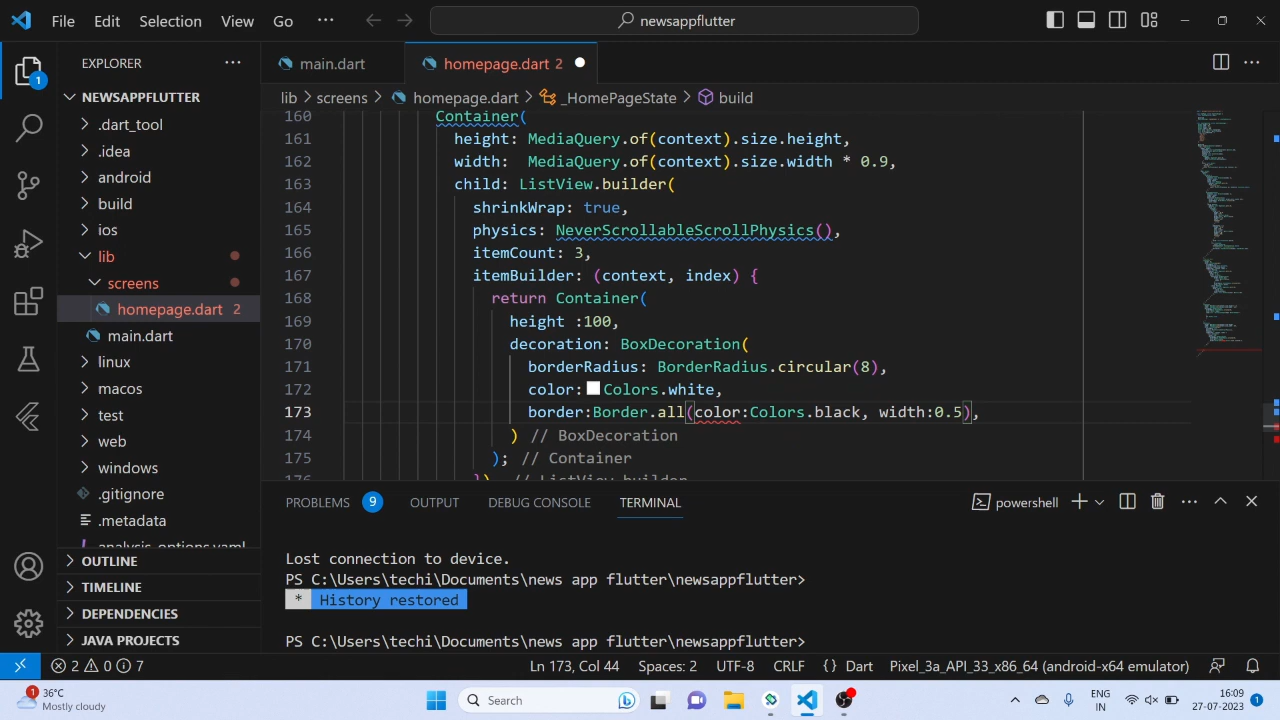 File Edit Selection View Go ··· newsappflutter
EXPLORER ···
main.dart
homepage.dart 2
NEWSAPPFLUTTER
lib > screens > homepage.dart > _HomePageState > build
.dart_tool
.idea
android
build
ios
lib
screens
homepage.dart 2
main.dart
linux
macos
test
web
windows
.gitignore
.metadata
analysis_options.yaml
OUTLINE
TIMELINE
DEPENDENCIES
JAVA PROJECTS
1
160 Container(
161 height: MediaQuery.of(context).size.height,
162 width: MediaQuery.of(context).size.width * 0.9,
163 child: ListView.builder(
164 shrinkWrap: true,
165 physics: NeverScrollableScrollPhysics(),
166 itemCount: 3,
167 itemBuilder: (context, index) {
168 return Container(
169 height :100,
170 decoration: BoxDecoration(
171 borderRadius: BorderRadius.circular(8),
172 color: Colors.white,
173 border:Border.all(color:Colors.black, width:0.5),
174 ) // BoxDecoration
175 ); // Container
176 }) // ListView.builder
PROBLEMS 9 OUTPUT DEBUG CONSOLE TERMINAL powershell
Lost connection to device.
PS C:\Users\techi\Documents\news app flutter\newsappflutter>
* History restored
PS C:\Users\techi\Documents\news app flutter\newsappflutter>
2 0 7 Ln 173, Col 44 Spaces: 2 UTF-8 CRLF {} Dart Pixel_3a_API_33_x86_64 (android-x64 emulator)
1 36°C
Mostly cloudy
Search
ENG
IN
16:09
27-07-2023
1